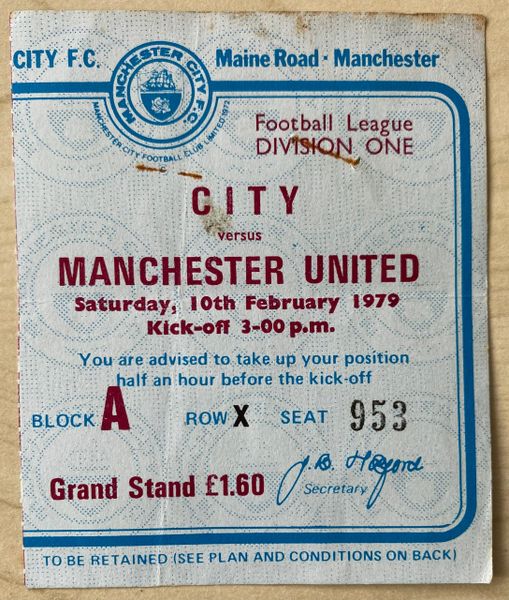 CITY F.C.
Maine Road · Manchester
MANCHESTER CITY F.C.
MANCHESTER CITY FOOTBALL CLUB LIMITED 1972
Football League
DIVISION ONE
CITY
versus
MANCHESTER UNITED
Saturday, 10th February 1979
Kick-off 3-00 p.m.
You are advised to take up your position
half an hour before the kick-off
BLOCK A ROW X SEAT 953
Grand Stand £1.60
Secretary
TO BE RETAINED (SEE PLAN AND CONDITIONS ON BACK)